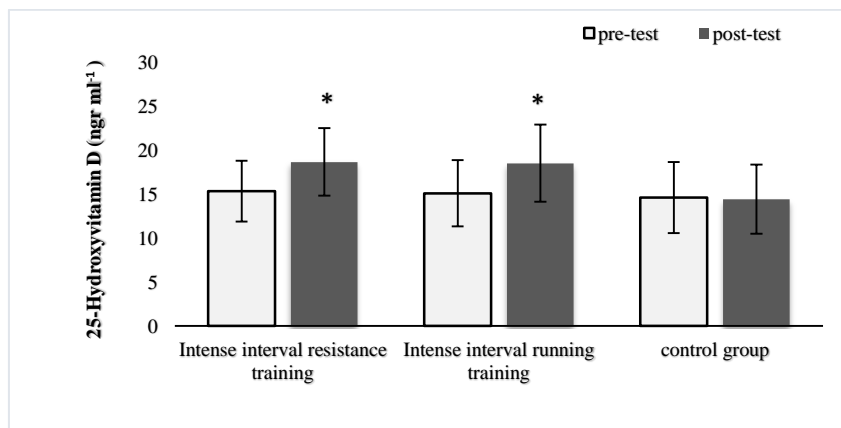 pre-test post-test
25-Hydroxyvitamin D (ngr ml⁻¹)
30
25
20
15
10
5
0
* *
Intense interval resistance training
Intense interval running training
control group